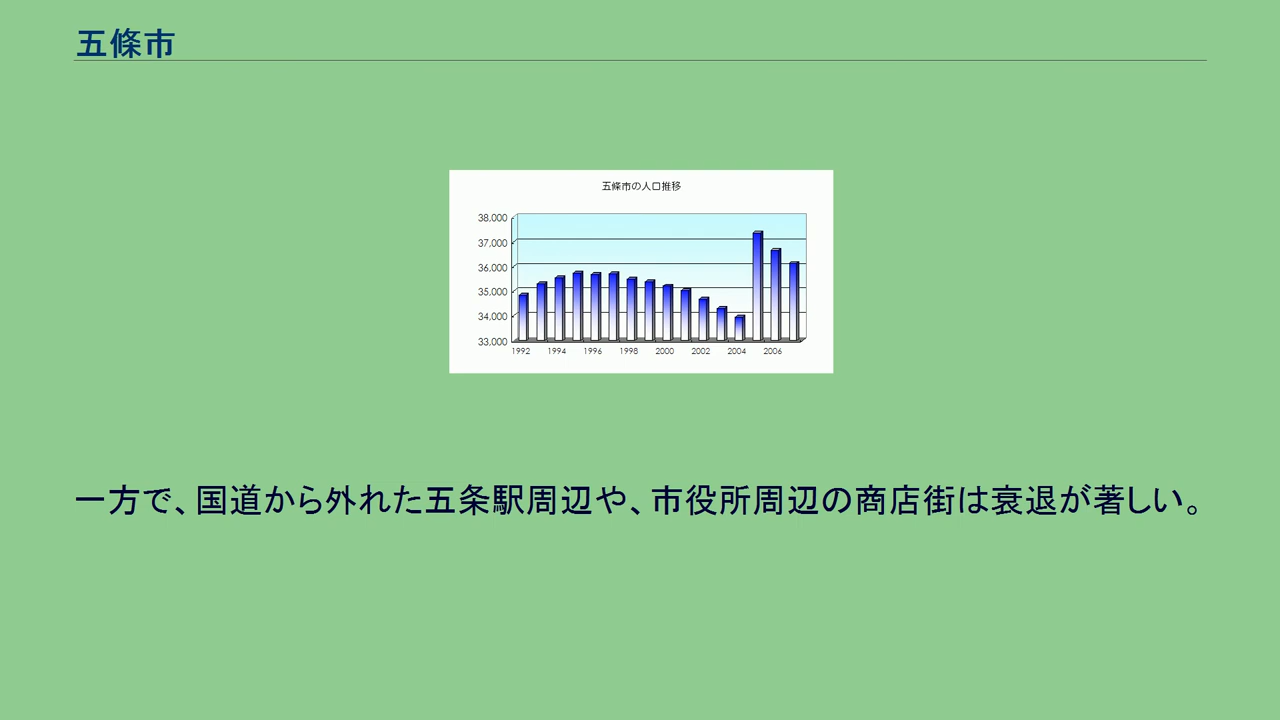 五條市
五條市の人口推移
38,000
37,000
36,000
35,000
34,000
33,000
1992 1994 1996 1998 2000 2002 2004 2006
一方で、国道から外れた五条駅周辺や、市役所周辺の商店街は衰退が著しい。